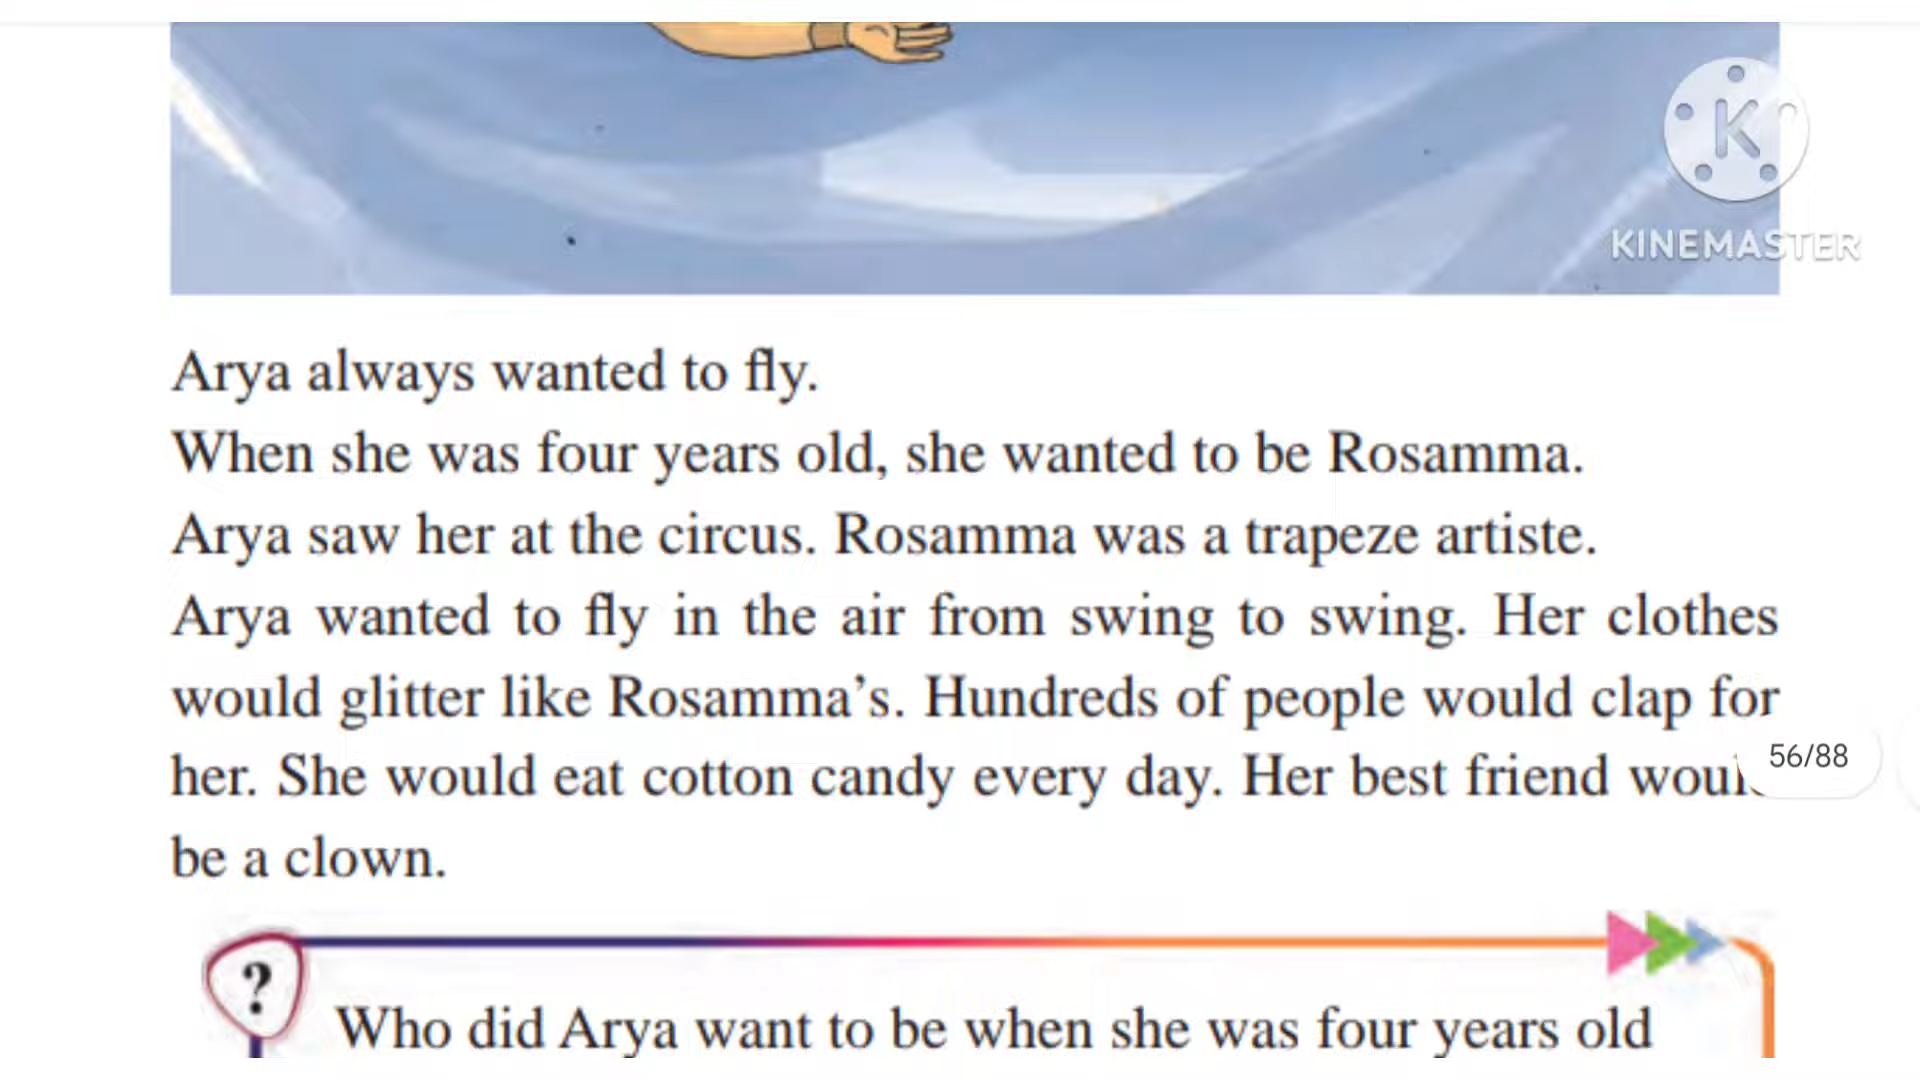 K
KINEMASTER
Arya always wanted to fly.
When she was four years old, she wanted to be Rosamma.
Arya saw her at the circus. Rosamma was a trapeze artiste.
Arya wanted to fly in the air from swing to swing. Her clothes
would glitter like Rosamma’s. Hundreds of people would clap for
her. She would eat cotton candy every day. Her best friend
56/88
be a clown.
?
Who did Arya want to be when she was four years old